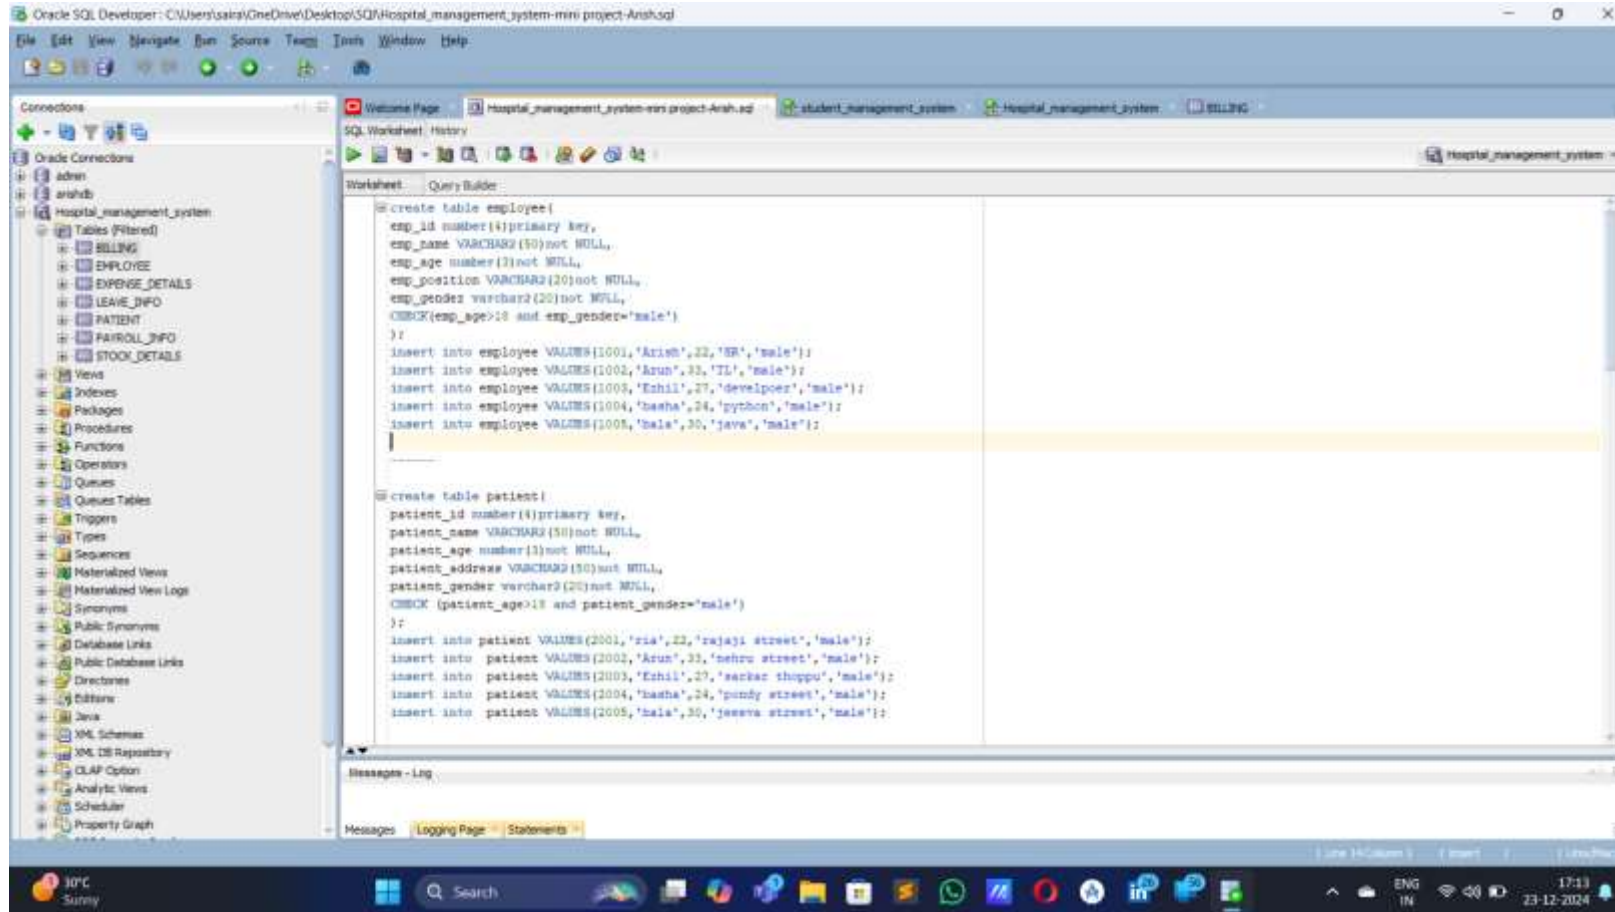 Oracle SQL Developer : C:\Users\saira\OneDrive\Desktop\SQl\Hospital_management_system-mini project-Arish.sql
File Edit View Navigate Run Source Team Tools Window Help
Connections
Oracle Connections
admin
arishdb
Hospital_management_system
Tables (Filtered)
BILLING
EMPLOYEE
EXPENSE_DETAILS
LEAVE_INFO
PATIENT
PAYROLL_INFO
STOCK_DETAILS
Views
Indexes
Packages
Procedures
Functions
Operators
Queues
Queues Tables
Triggers
Types
Sequences
Materialized Views
Materialized View Logs
Synonyms
Public Synonyms
Database Links
Public Database Links
Directories
Editions
Java
XML Schemas
XML DB Repository
OLAP Option
Analytic Views
Scheduler
Property Graph
Welcome Page Hospital_management_system-mini project-Arish.sql student_management_system Hospital_management_system BILLING
SQL Worksheet History
Hospital_management_system
Worksheet Query Builder
create table employee(
emp_id number(4)primary key,
emp_name VARCHAR2(50)not NULL,
emp_age number(3)not NULL,
emp_position VARCHAR2(20)not NULL,
emp_gender varchar2(20)not NULL,
CHECK(emp_age>18 and emp_gender='male')
);
insert into employee VALUES(1001,'Arish',22,'HR','male');
insert into employee VALUES(1002,'Arun',33,'TL','male');
insert into employee VALUES(1003,'Ezhil',27,'develpoer','male');
insert into employee VALUES(1004,'basha',24,'python','male');
insert into employee VALUES(1005,'bala',30,'java','male');
-------
create table patient(
patient_id number(4)primary key,
patient_name VARCHAR2(50)not NULL,
patient_age number(3)not NULL,
patient_address VARCHAR2(50)not NULL,
patient_gender varchar2(20)not NULL,
CHECK (patient_age>18 and patient_gender='male')
);
insert into patient VALUES(2001,'ria',22,'rajaji street','male');
insert into patient VALUES(2002,'Arun',33,'nehru street','male');
insert into patient VALUES(2003,'Ezhil',27,'sarkar thoppu','male');
insert into patient VALUES(2004,'basha',24,'pondy street','male');
insert into patient VALUES(2005,'bala',30,'jeeva street','male');
Messages - Log
Messages Logging Page Statements
30°C
Sunny
Search
ENG
IN
17:13
23-12-2024